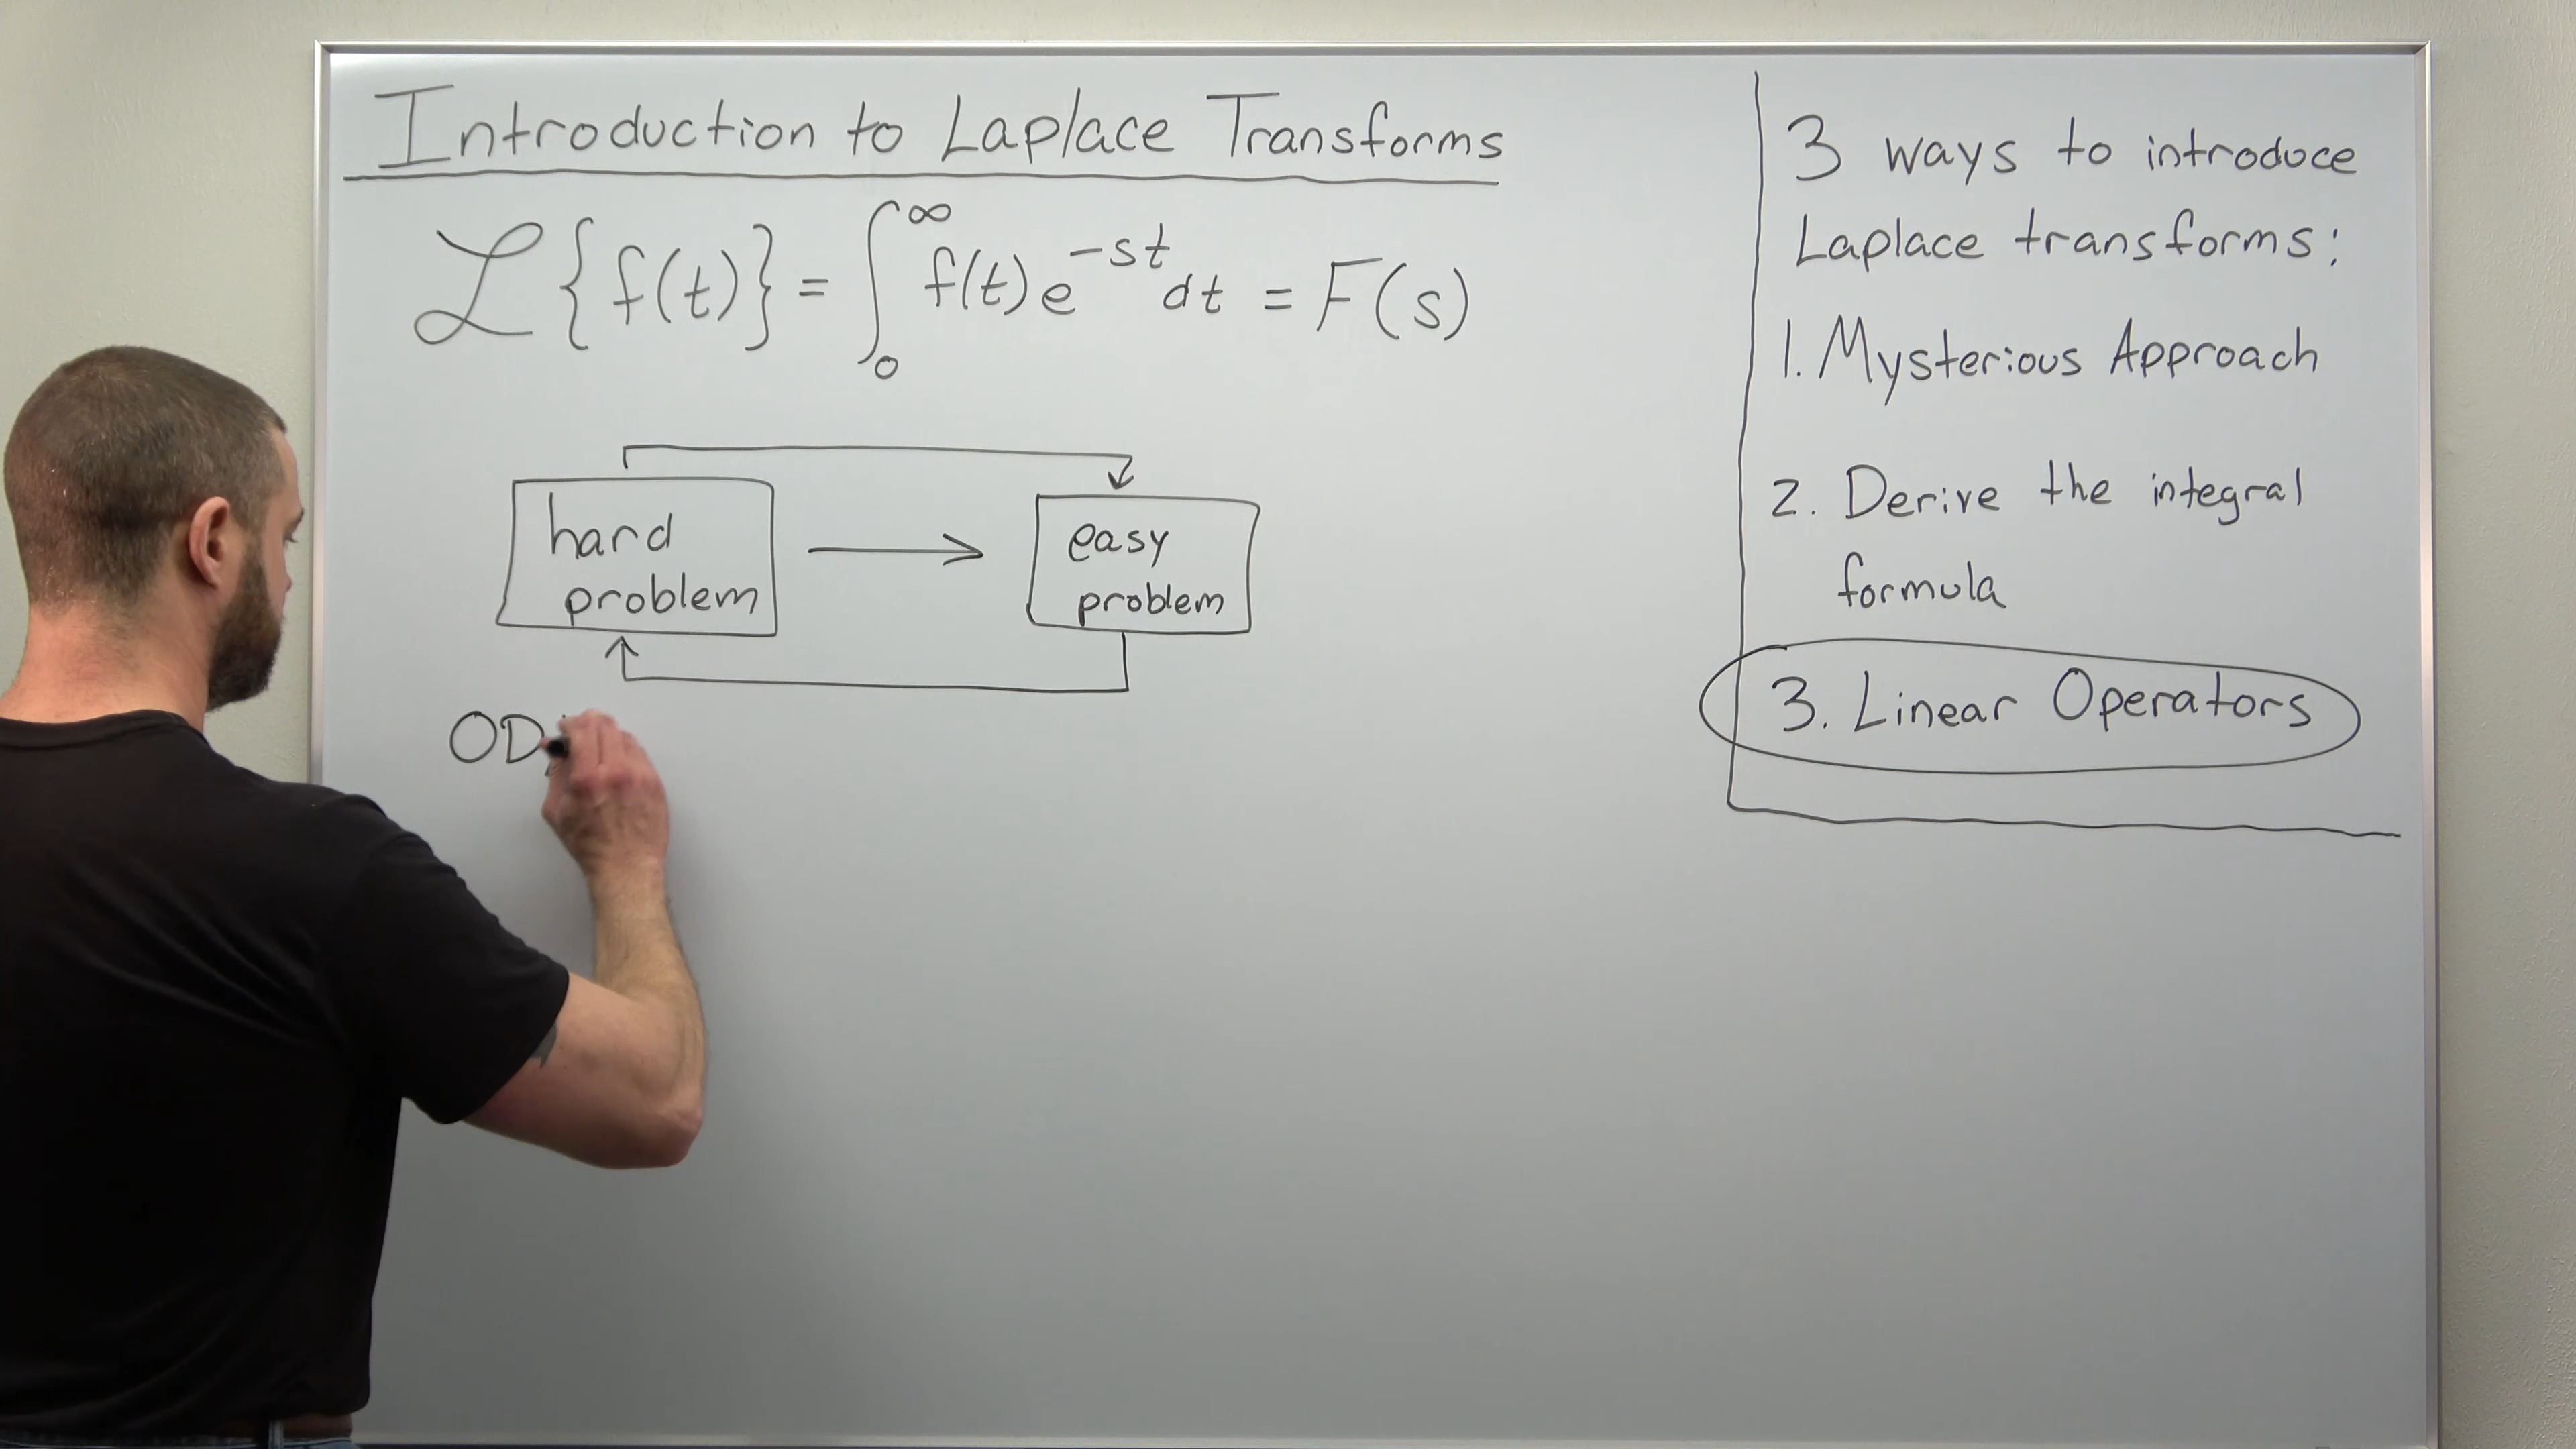 Introduction to Laplace Transforms
ℒ{f(t)} = ∫₀^∞ f(t)e^{-st}dt = F(s)
hard
problem
easy
problem
OD
3 ways to introduce
Laplace transforms:
1. Mysterious Approach
2. Derive the integral
formula
3. Linear Operators